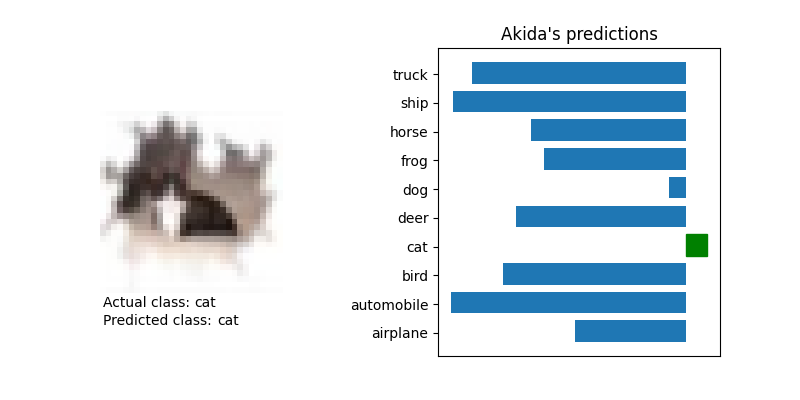 Akida's predictions
truck
ship
horse
frog
dog
deer
cat
bird
automobile
airplane
Actual class: cat
Predicted class: cat